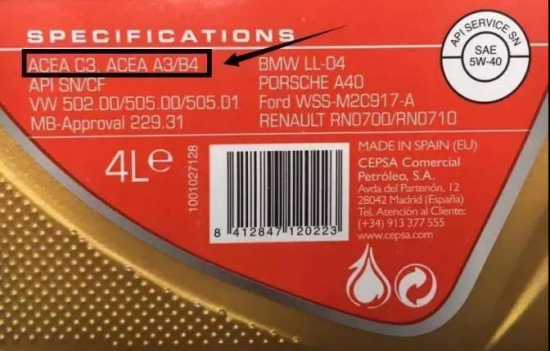 SPECIFICATIONS
ACEA C3. ACEA A3/B4
API SN/CF
VW 502.00/505.00/505.01
MB-Approval 229.31
BMW LL-04
PORSCHE A40
Ford WSS-M2C917-A
RENAULT RN0700/RN0710
API SERVICE SN
SAE
5W-40
4L℮
1001027128
8 412847 120223
MADE IN SPAIN (EU)
CEPSA Comercial
Petróleo, S.A.
Avda del Partenón, 12
28042 Madrid (España)
Tel. Atención al Cliente:
(+34) 913 377 555
www.cepsa.com